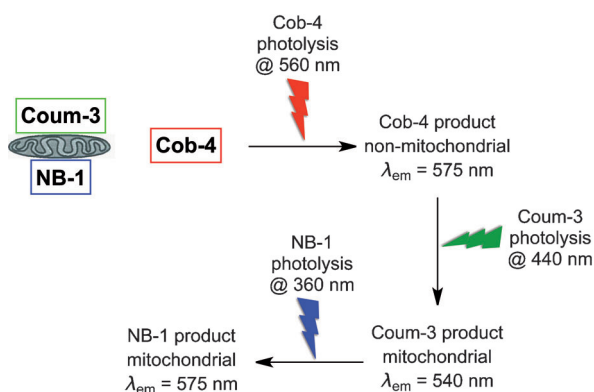 Cob-4
photolysis
@ 560 nm
Coum-3
NB-1
Cob-4
Cob-4 product
non-mitochondrial
λem = 575 nm
Coum-3
photolysis
@ 440 nm
NB-1
photolysis
@ 360 nm
Coum-3 product
mitochondrial
λem = 540 nm
NB-1 product
mitochondrial
λem = 575 nm